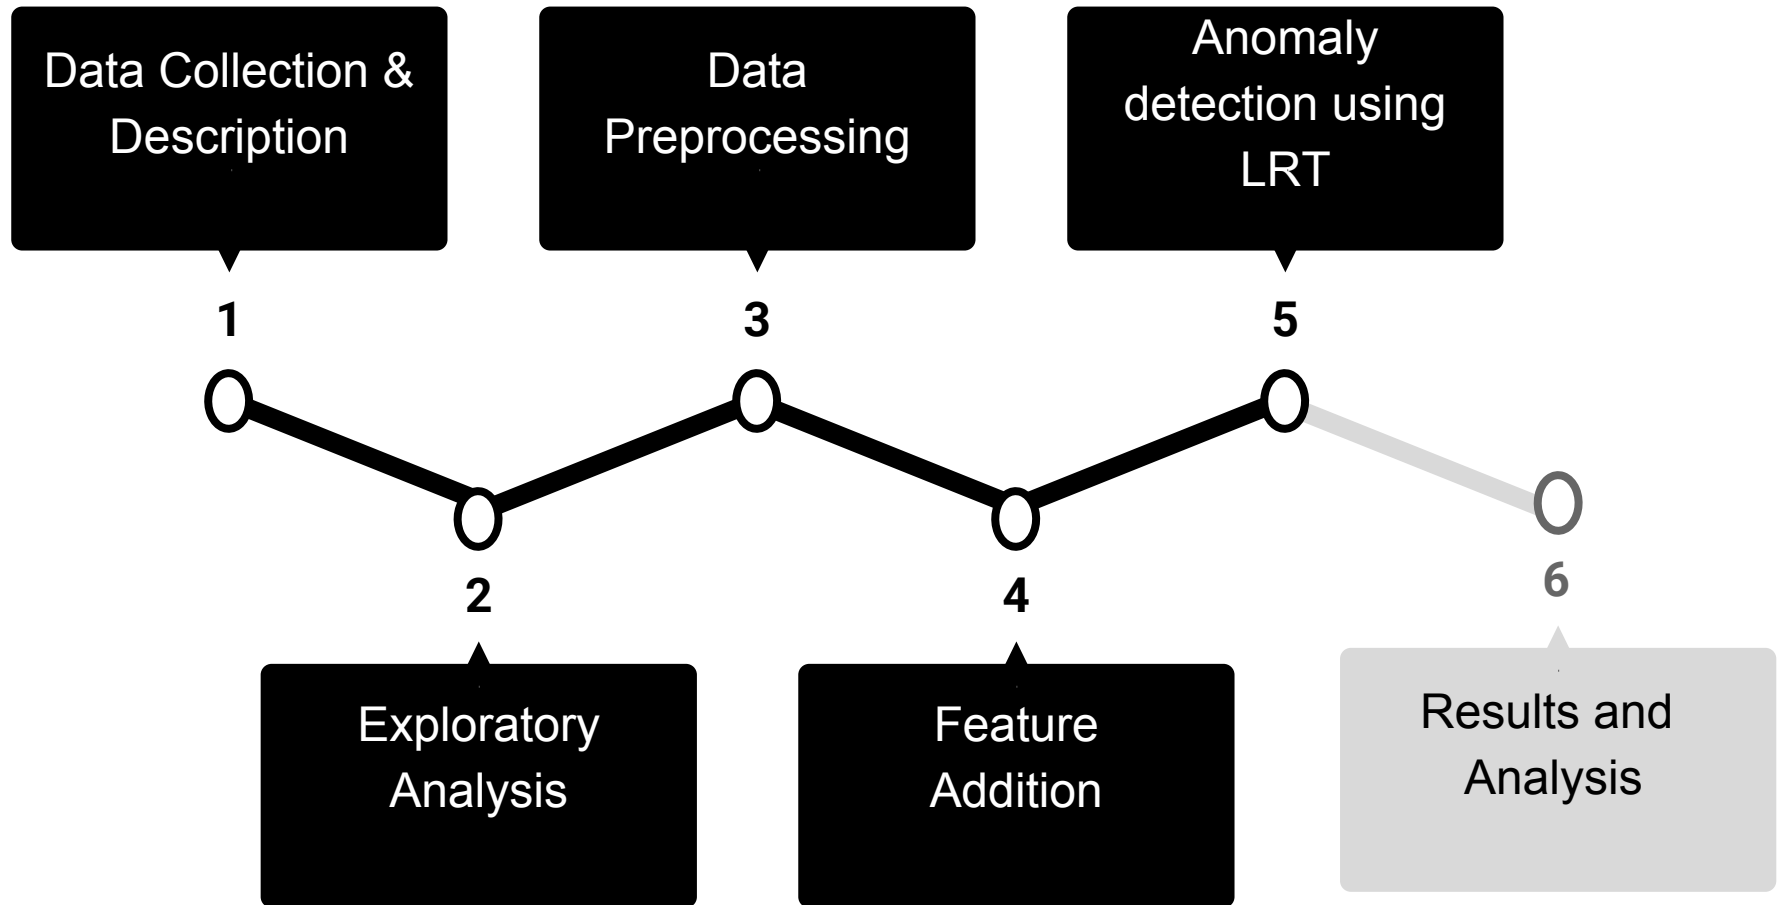 Data Collection &
Description
1
2
Exploratory
Analysis
Data
Preprocessing
3
4
Feature
Addition
Anomaly
detection using
LRT
5
6
Results and
Analysis